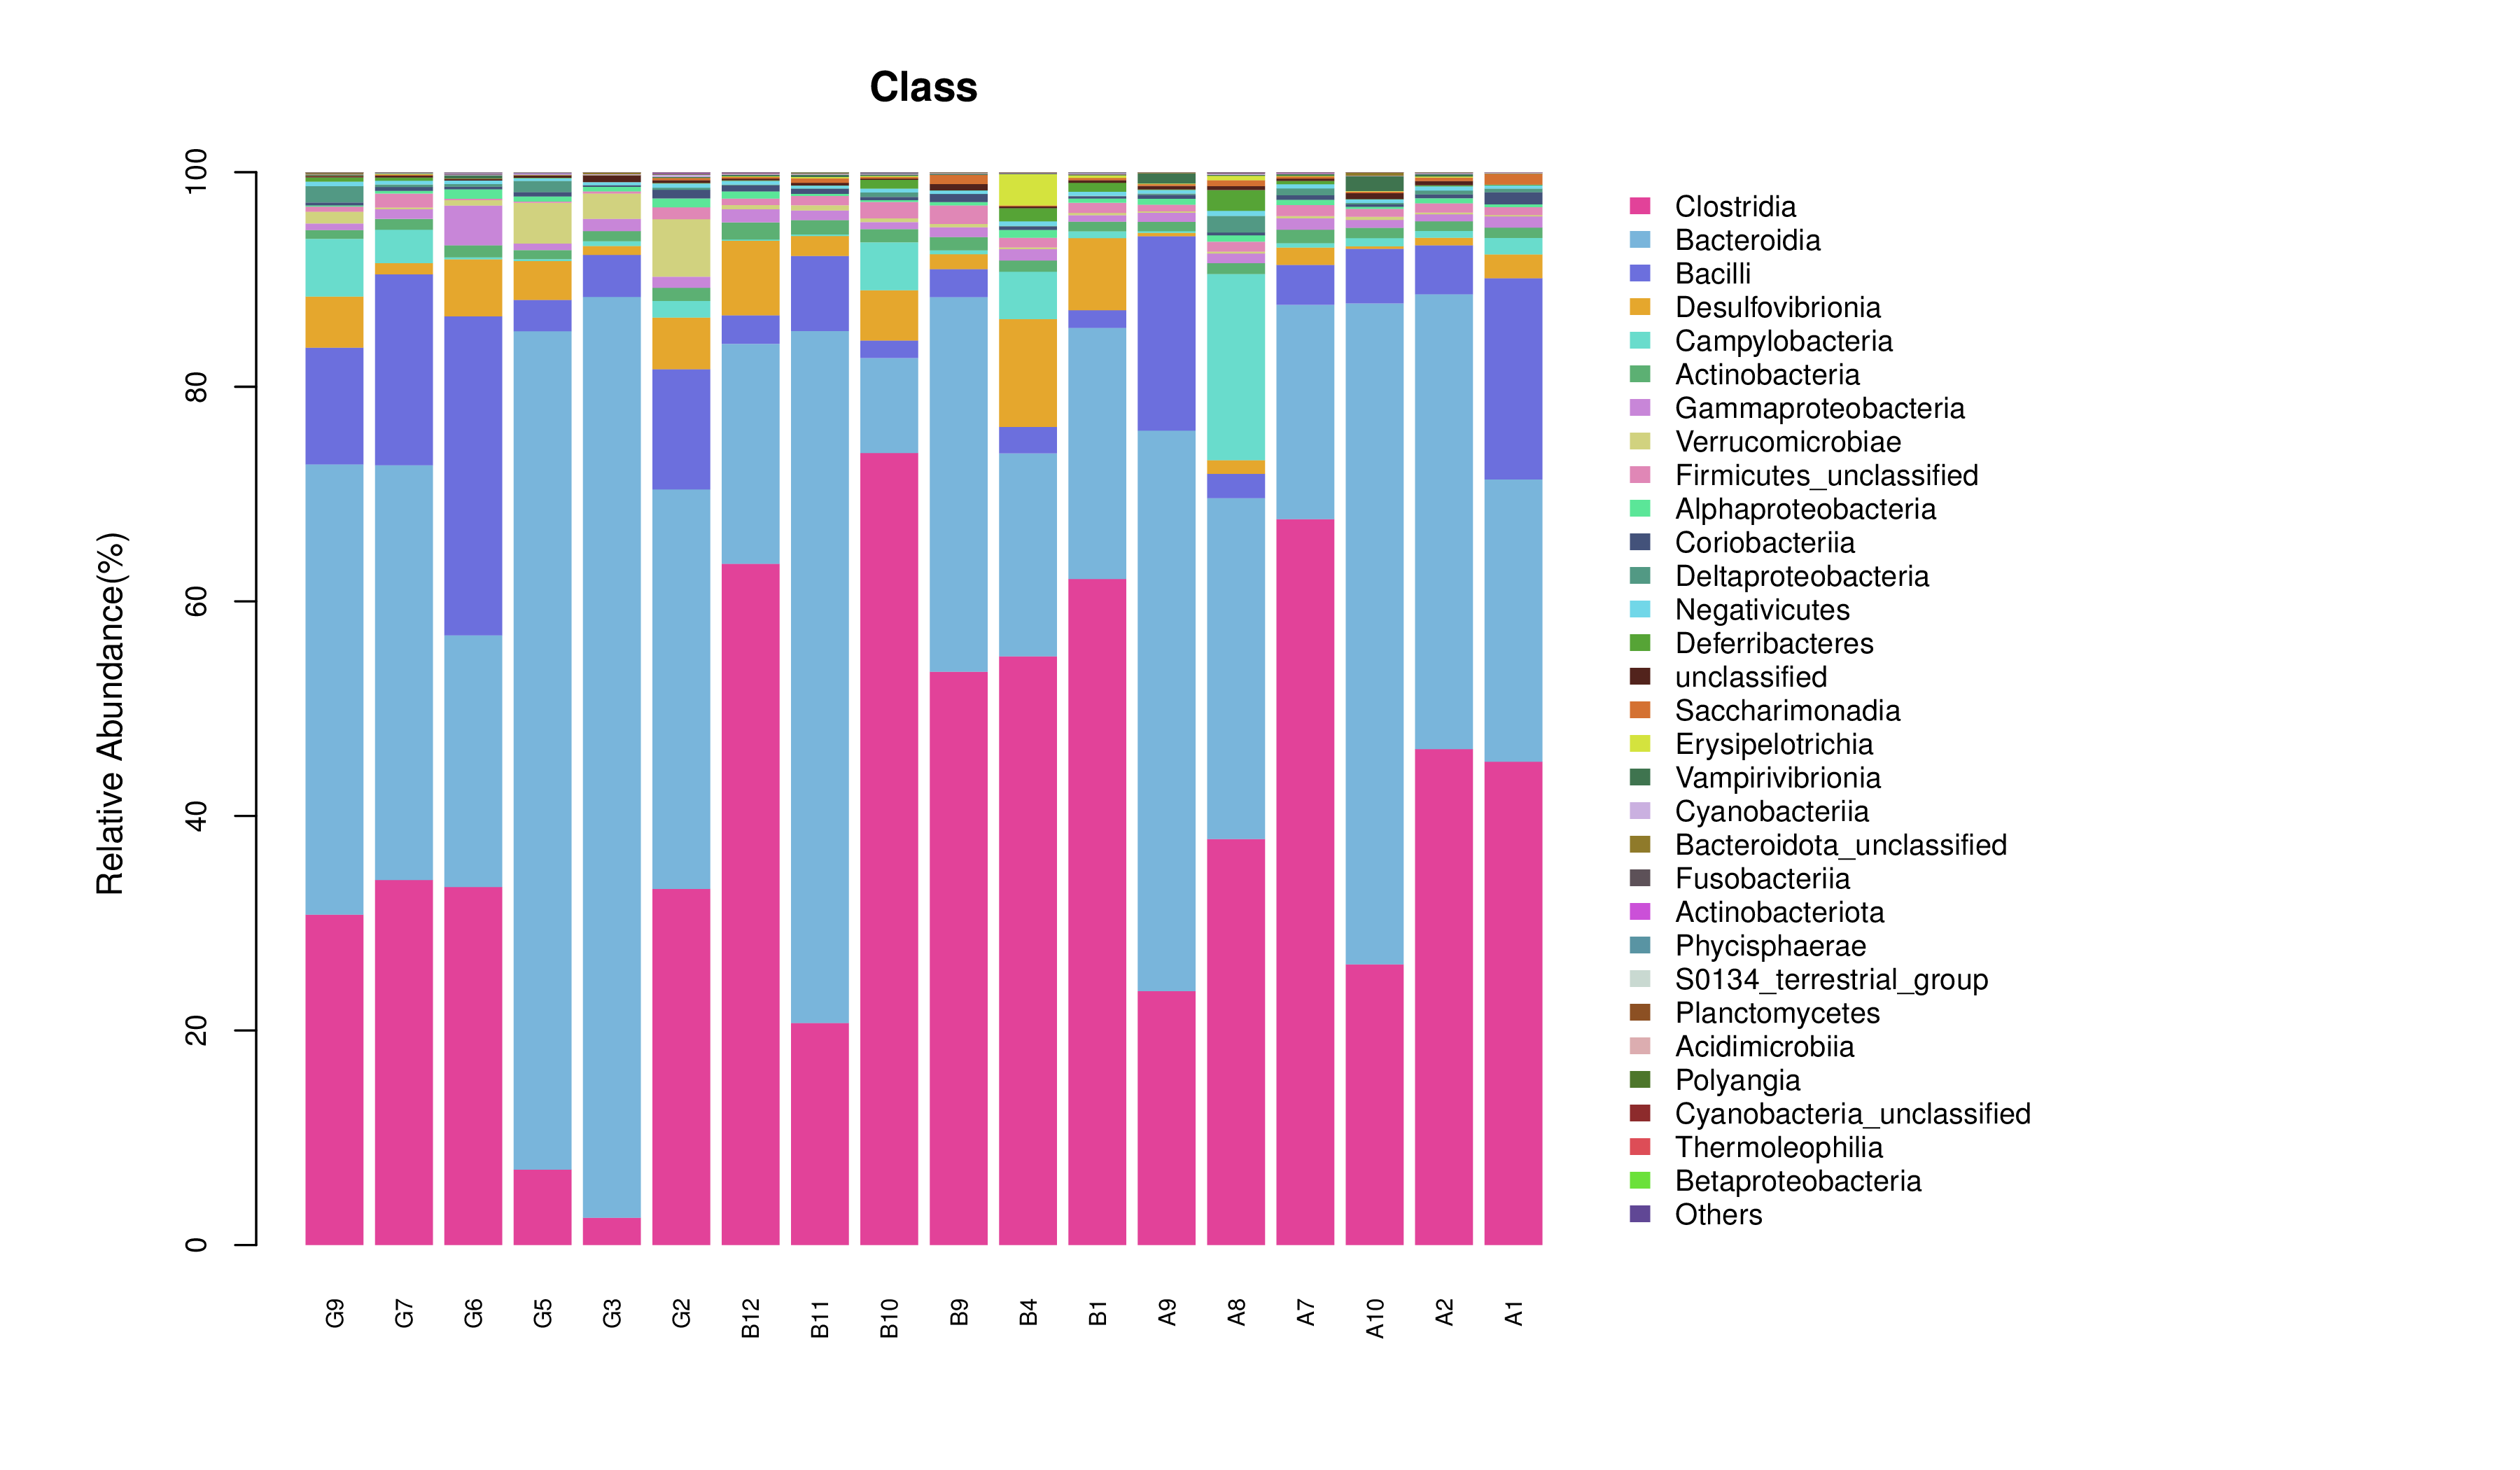 Class
Relative Abundance(%)
100
80
60
40
20
0
G9 G7 G6 G5 G3 G2 B12 B11 B10 B9 B4 B1 A9 A8 A7 A10 A2 A1
Clostridia
Bacteroidia
Bacilli
Desulfovibrionia
Campylobacteria
Actinobacteria
Gammaproteobacteria
Verrucomicrobiae
Firmicutes_unclassified
Alphaproteobacteria
Coriobacteriia
Deltaproteobacteria
Negativicutes
Deferribacteres
unclassified
Saccharimonadia
Erysipelotrichia
Vampirivibrionia
Cyanobacteriia
Bacteroidota_unclassified
Fusobacteriia
Actinobacteriota
Phycisphaerae
S0134_terrestrial_group
Planctomycetes
Acidimicrobiia
Polyangia
Cyanobacteria_unclassified
Thermoleophilia
Betaproteobacteria
Others